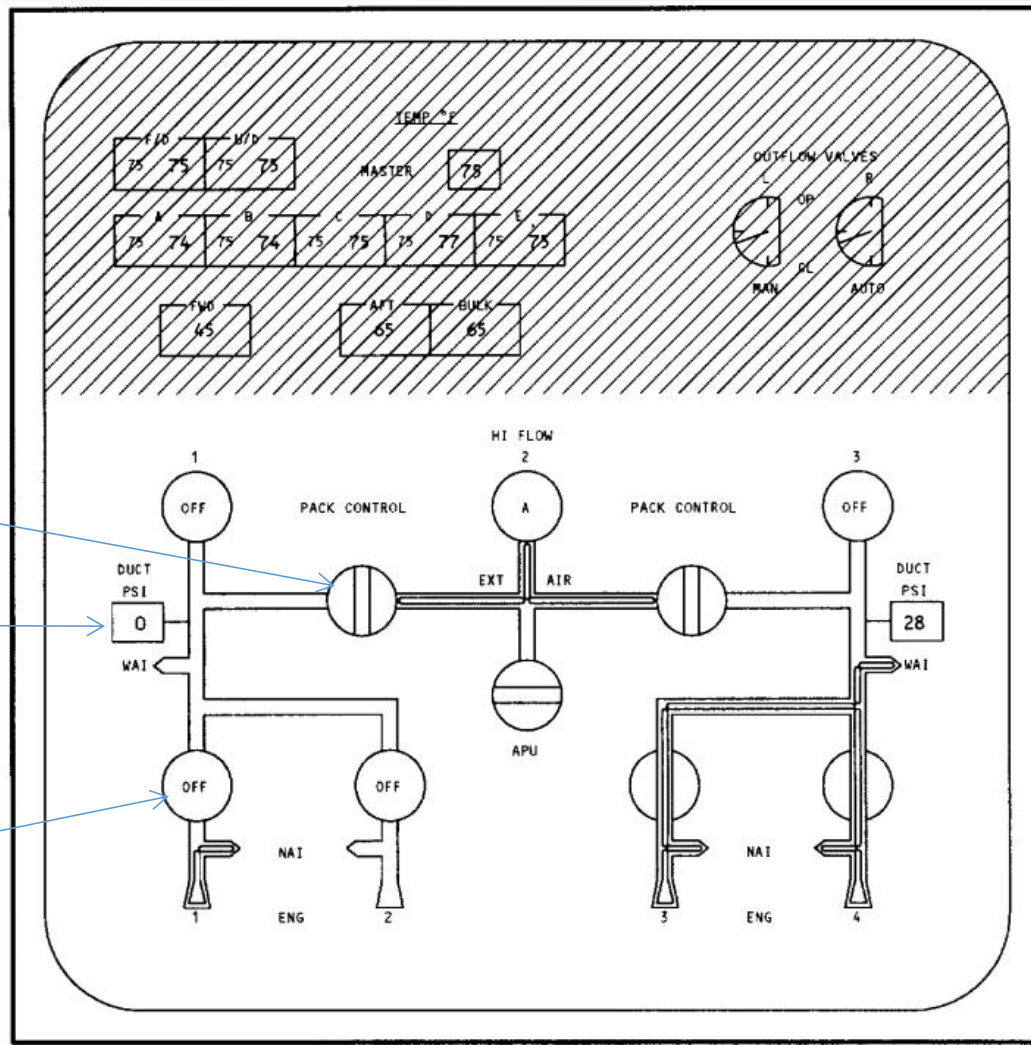 TEMP °F
F/D U/D
75 75 75 75
MASTER 75
OUTFLOW VALVES
L R
OP
CL
MAN AUTO
A B C D E
75 74 75 74 75 75 75 77 75 75
FWD AFT BULK
45 65 65
HI FLOW
1 2 3
OFF PACK CONTROL A PACK CONTROL OFF
EXT AIR
DUCT DUCT
PSI PSI
0 28
WAI WAI
APU
OFF OFF
NAI NAI
1 ENG 2 3 ENG 4